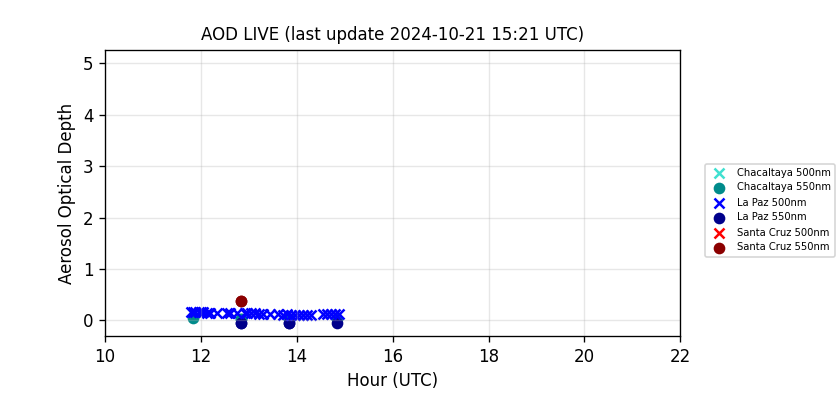 AOD LIVE (last update 2024-10-21 15:21 UTC)
Aerosol Optical Depth
5
4
3
2
1
0
10 12 14 16 18 20 22
Hour (UTC)
Chacaltaya 500nm
Chacaltaya 550nm
La Paz 500nm
La Paz 550nm
Santa Cruz 500nm
Santa Cruz 550nm